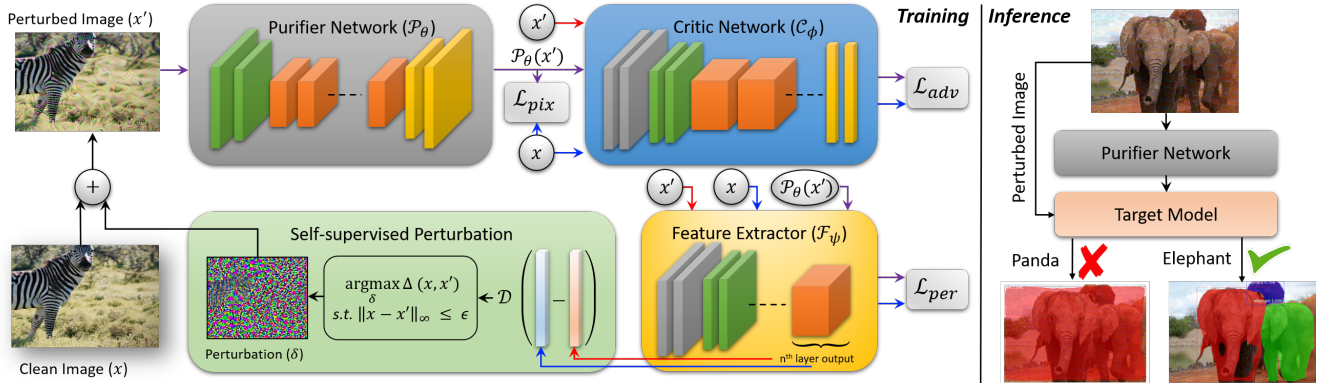 Perturbed Image (x′)
Purifier Network (𝒫θ)
x′
𝒫θ(x′)
ℒpix
x
Critic Network (𝒞ϕ)
ℒadv
Training
Inference
+
Clean Image (x)
Self-supervised Perturbation
Perturbation (δ)
argmax Δ (x, x′)
δ
s.t. ‖x − x′‖∞ ≤ ϵ
𝒟
−
x′
x
𝒫θ(x′)
Feature Extractor (ℱψ)
nth layer output
ℒper
Perturbed Image
Purifier Network
Target Model
Panda
Elephant